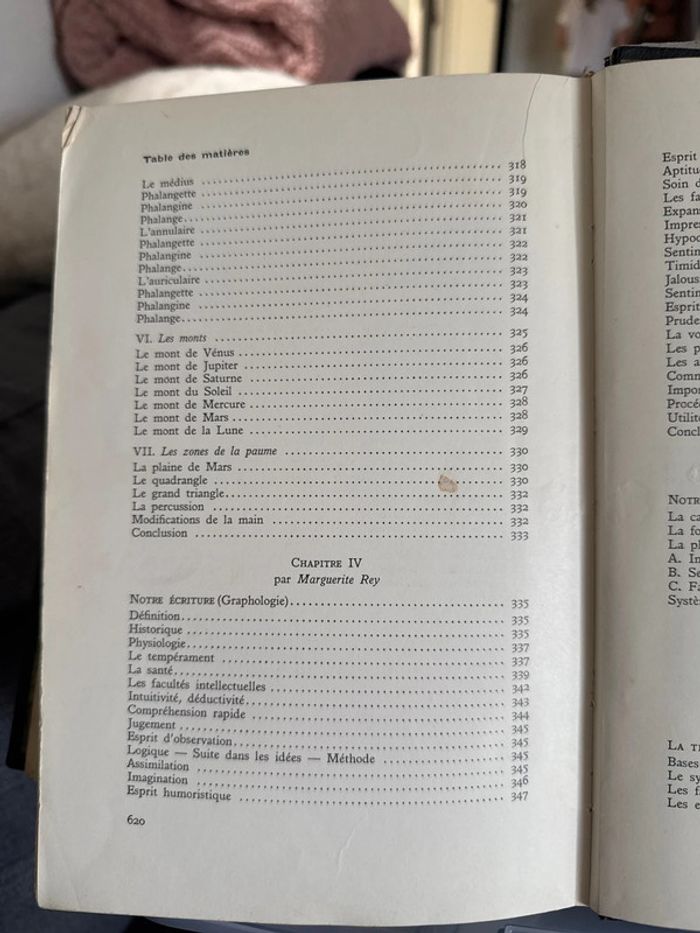 Table des matières
Le médius 318
Phalangette 319
Phalangine 319
Phalange 320
L'annulaire 321
Phalangette 321
Phalangine 322
Phalange 322
L'auriculaire 323
Phalangette 323
Phalangine 324
Phalange 324
VI. Les monts 325
Le mont de Vénus 326
Le mont de Jupiter 326
Le mont de Saturne 326
Le mont du Soleil 327
Le mont de Mercure 328
Le mont de Mars 328
Le mont de la Lune 329
VII. Les zones de la paume 330
La plaine de Mars 330
Le quadrangle 330
Le grand triangle 332
La percussion 332
Modifications de la main 332
Conclusion 333
CHAPITRE IV
par Marguerite Rey
NOTRE ÉCRITURE (Graphologie) 335
Définition 335
Historique 335
Physiologie 337
Le tempérament 337
La santé 339
Les facultés intellectuelles 342
Intuitivité, déductivité 343
Compréhension rapide 344
Jugement 345
Esprit d'observation 345
Logique — Suite dans les idées — Méthode 345
Assimilation 345
Imagination 346
Esprit humoristique 347
620
Esprit
Aptitu
Soin d
Les fa
Expan
Impre
Hypoc
Sentin
Timid
Jalous
Sentin
Esprit
Prude
La vo
Les p
Les a
Comm
Impor
Procé
Utilit
Concl
NOTR
La ca
La fo
La pl
A. In
B. Se
C. Fa
Systè
LA T
Bases
Le sy
Les f
Les e